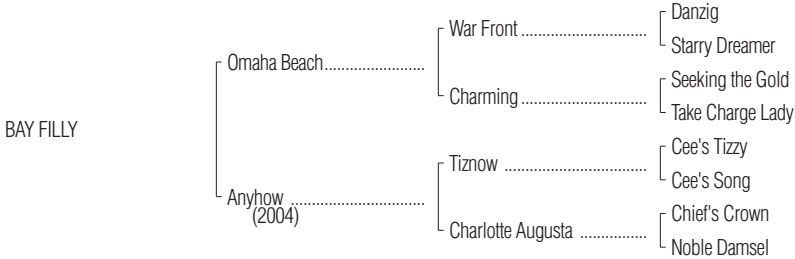 Danzig
War Front ..........................
Starry Dreamer
Omaha Beach.....................
Seeking the Gold
Charming ..........................
Take Charge Lady
BAY FILLY
Cee's Tizzy
Tiznow .............................
Cee's Song
Anyhow ............................
(2004)
Chief's Crown
Charlotte Augusta ..............
Noble Damsel